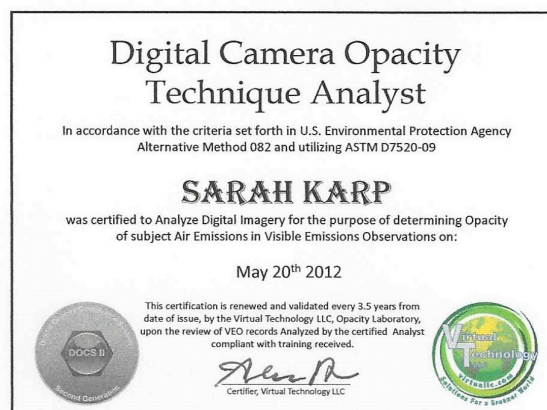 Digital Camera Opacity
Technique Analyst
In accordance with the criteria set forth in U.S. Environmental Protection Agency
Alternative Method 082 and utilizing ASTM D7520-09
SARAH KARP
was certified to Analyze Digital Imagery for the purpose of determining Opacity
of subject Air Emissions in Visible Emissions Observations on:
May 20th 2012
This certification is renewed and validated every 3.5 years from
date of issue, by the Virtual Technology LLC, Opacity Laboratory,
upon the review of VEO records Analyzed by the certified Analyst
compliant with training received.
Certifier, Virtual Technology LLC
DOCS II
Second Generation
Virtual
Technology
virtuallc.com
Solutions For a Greener World